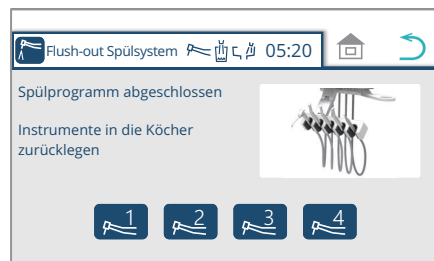 Flush-out Spülsystem 05:20
Spülprogramm abgeschlossen
Instrumente in die Köcher
zurücklegen
1 2 3 4